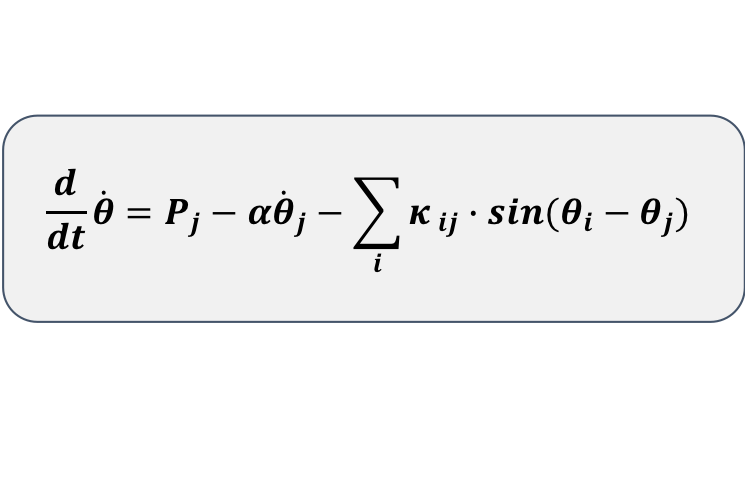 d/dt θ̇ = P_j − αθ̇_j − ∑_i κ_ij · sin(θ_i − θ_j)